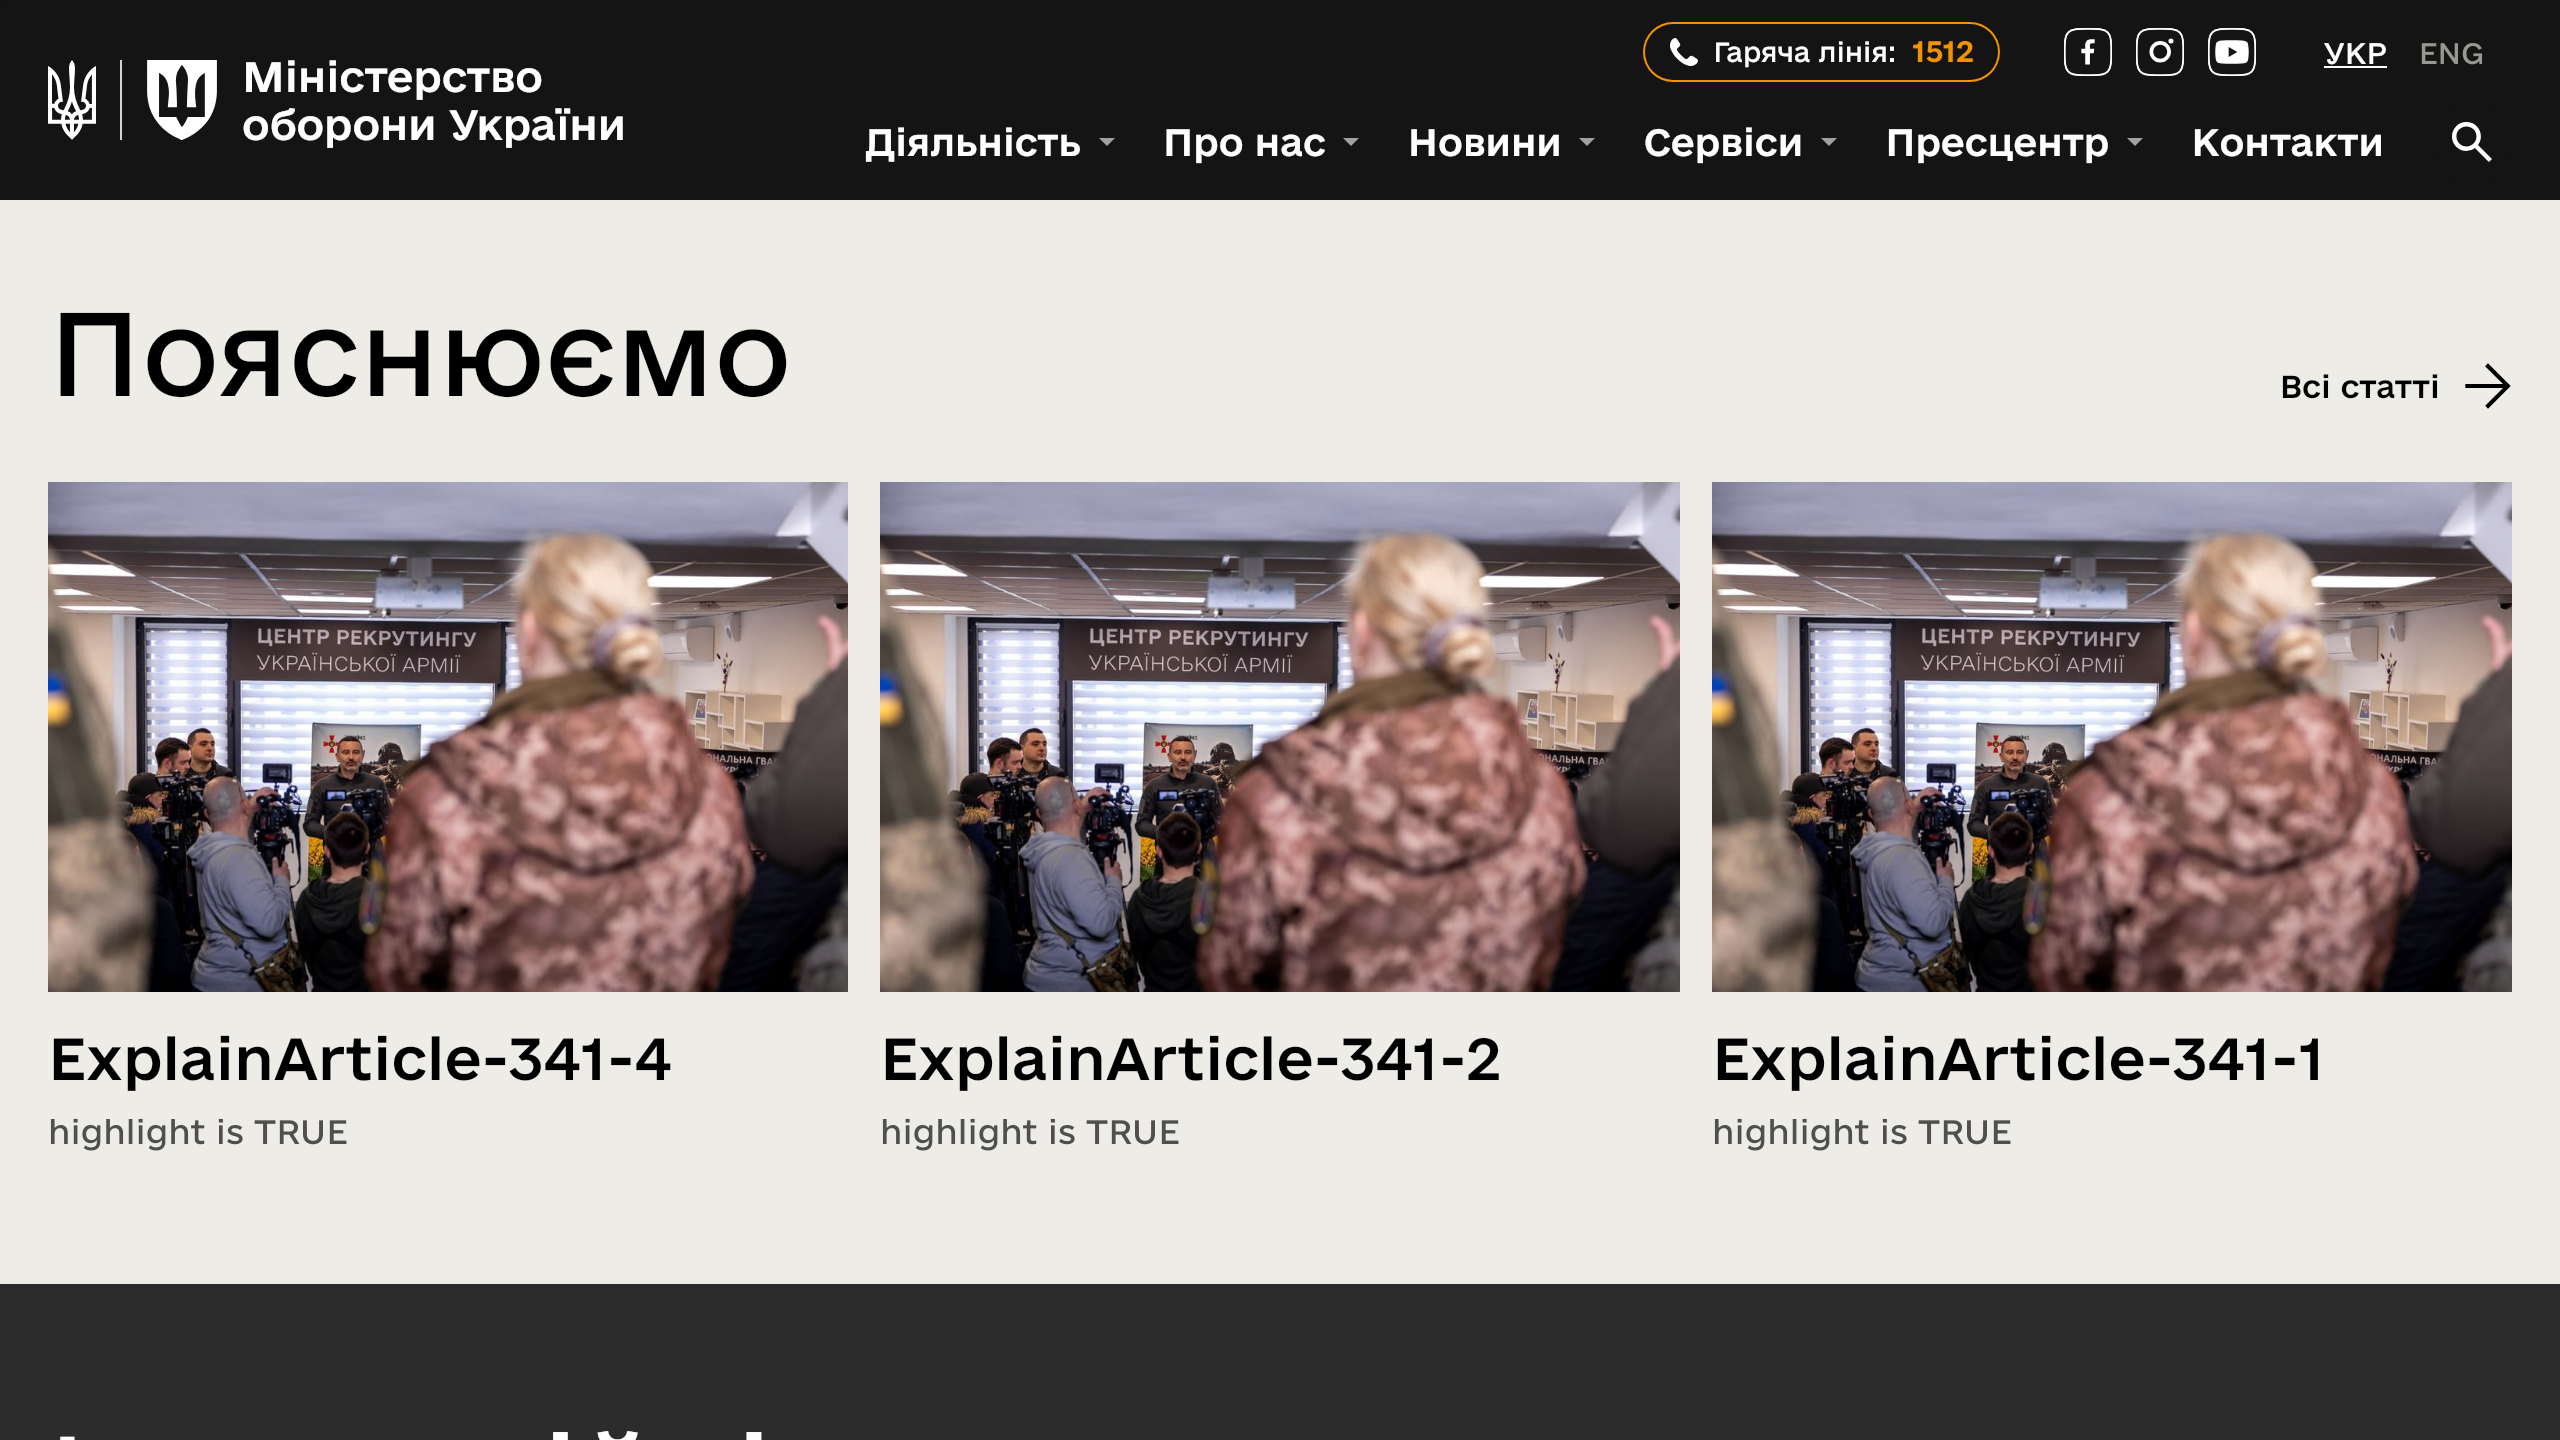 Гаряча лінія: 1512
УКР ENG
Міністерство
оборони України
Діяльність Про нас Новини Сервіси Пресцентр Контакти
Пояснюємо
Всі статті
ЦЕНТР РЕКРУТИНГУ
УКРАЇНСЬКОЇ АРМІЇ
ЦЕНТР РЕКРУТИНГУ
УКРАЇНСЬКОЇ АРМІЇ
ЦЕНТР РЕКРУТИНГУ
УКРАЇНСЬКОЇ АРМІЇ
ExplainArticle-341-4
highlight is TRUE
ExplainArticle-341-2
highlight is TRUE
ExplainArticle-341-1
highlight is TRUE